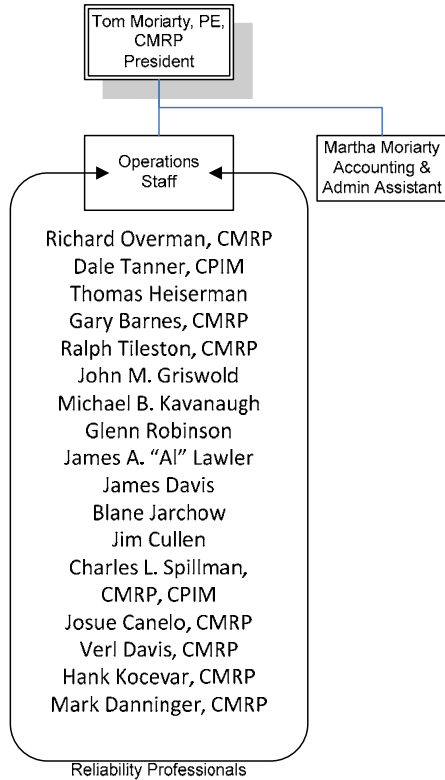 Tom Moriarty, PE,
CMRP
President
Operations
Staff
Martha Moriarty
Accounting &
Admin Assistant
Richard Overman, CMRP
Dale Tanner, CPIM
Thomas Heiserman
Gary Barnes, CMRP
Ralph Tileston, CMRP
John M. Griswold
Michael B. Kavanaugh
Glenn Robinson
James A. “Al” Lawler
James Davis
Blane Jarchow
Jim Cullen
Charles L. Spillman,
CMRP, CPIM
Josue Canelo, CMRP
Verl Davis, CMRP
Hank Kocevar, CMRP
Mark Danninger, CMRP
Reliability Professionals